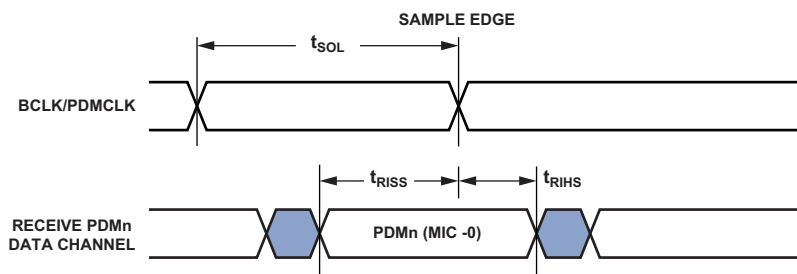 SAMPLE EDGE
tSOL
BCLK/PDMCLK
tRISS
tRIHS
RECEIVE PDMn
DATA CHANNEL
PDMn (MIC -0)